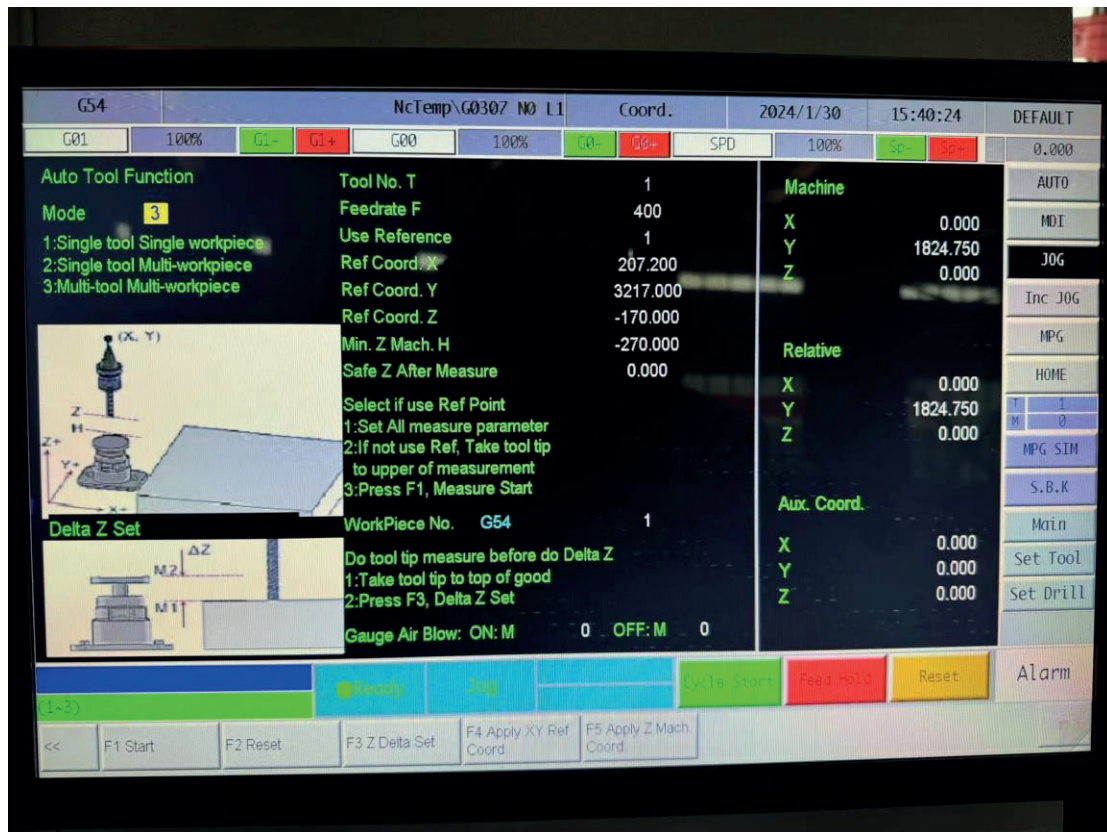 G54 NcTemp\G0307 N0 L1 Coord. 2024/1/30 15:40:24 DEFAULT
G01 100% G1- G1+ G00 100% G0- G0+ SPD 100% Sp- Sp+ 0.000
Auto Tool Function
Mode 3
1:Single tool Single workpiece
2:Single tool Multi-workpiece
3:Multi-tool Multi-workpiece
(X, Y)
Z
H
Z+
Y+
X+
Delta Z Set
ΔZ
M2
M1
Tool No. T 1
Feedrate F 400
Use Reference 1
Ref Coord. X 207.200
Ref Coord. Y 3217.000
Ref Coord. Z -170.000
Min. Z Mach. H -270.000
Safe Z After Measure 0.000
Select if use Ref Point
1:Set All measure parameter
2:If not use Ref, Take tool tip
to upper of measurement
3:Press F1, Measure Start
WorkPiece No. G54 1
Do tool tip measure before do Delta Z
1:Take tool tip to top of good
2:Press F3, Delta Z Set
Gauge Air Blow: ON: M 0 OFF: M 0
Machine
X 0.000
Y 1824.750
Z 0.000
Relative
X 0.000
Y 1824.750
Z 0.000
Aux. Coord.
X 0.000
Y 0.000
Z 0.000
AUTO
MDI
JOG
Inc JOG
MPG
HOME
T 1
M 0
MPG SIM
S.B.K
Main
Set Tool
Set Drill
Alarm
(1~3)
Ready Jog Cycle Start Feed Hold Reset
<< F1 Start F2 Reset F3 Z Delta Set F4 Apply XY Ref Coord F5 Apply Z Mach. Coord.